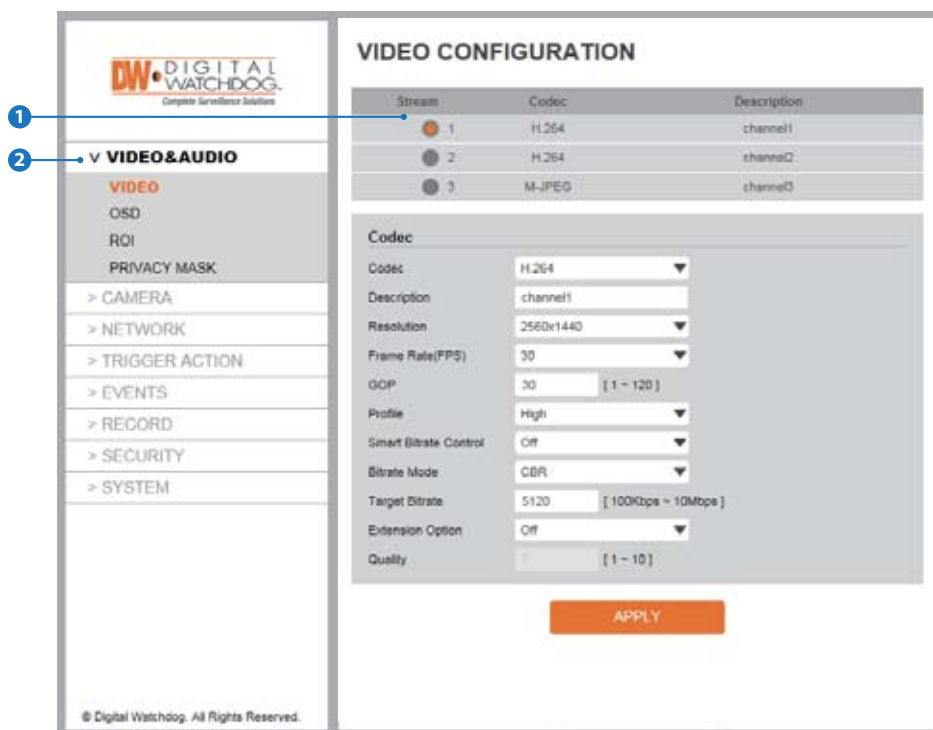 DW DIGITAL
WATCHDOG
Complete Surveillance Solutions
1
2
v VIDEO&AUDIO
VIDEO
OSD
ROI
PRIVACY MASK
> CAMERA
> NETWORK
> TRIGGER ACTION
> EVENTS
> RECORD
> SECURITY
> SYSTEM
© Digital Watchdog. All Rights Reserved.
VIDEO CONFIGURATION
Stream Codec Description
1 H.264 channel1
2 H.264 channel2
3 M-JPEG channel3
Codec
Codec H.264
Description channel1
Resolution 2560x1440
Frame Rate(FPS) 30
GOP 30 [ 1 ~ 120 ]
Profile High
Smart Bitrate Control Off
Bitrate Mode CBR
Target Bitrate 5120 [ 100Kbps ~ 10Mbps ]
Extension Option Off
Quality [ 1 ~ 10 ]
APPLY